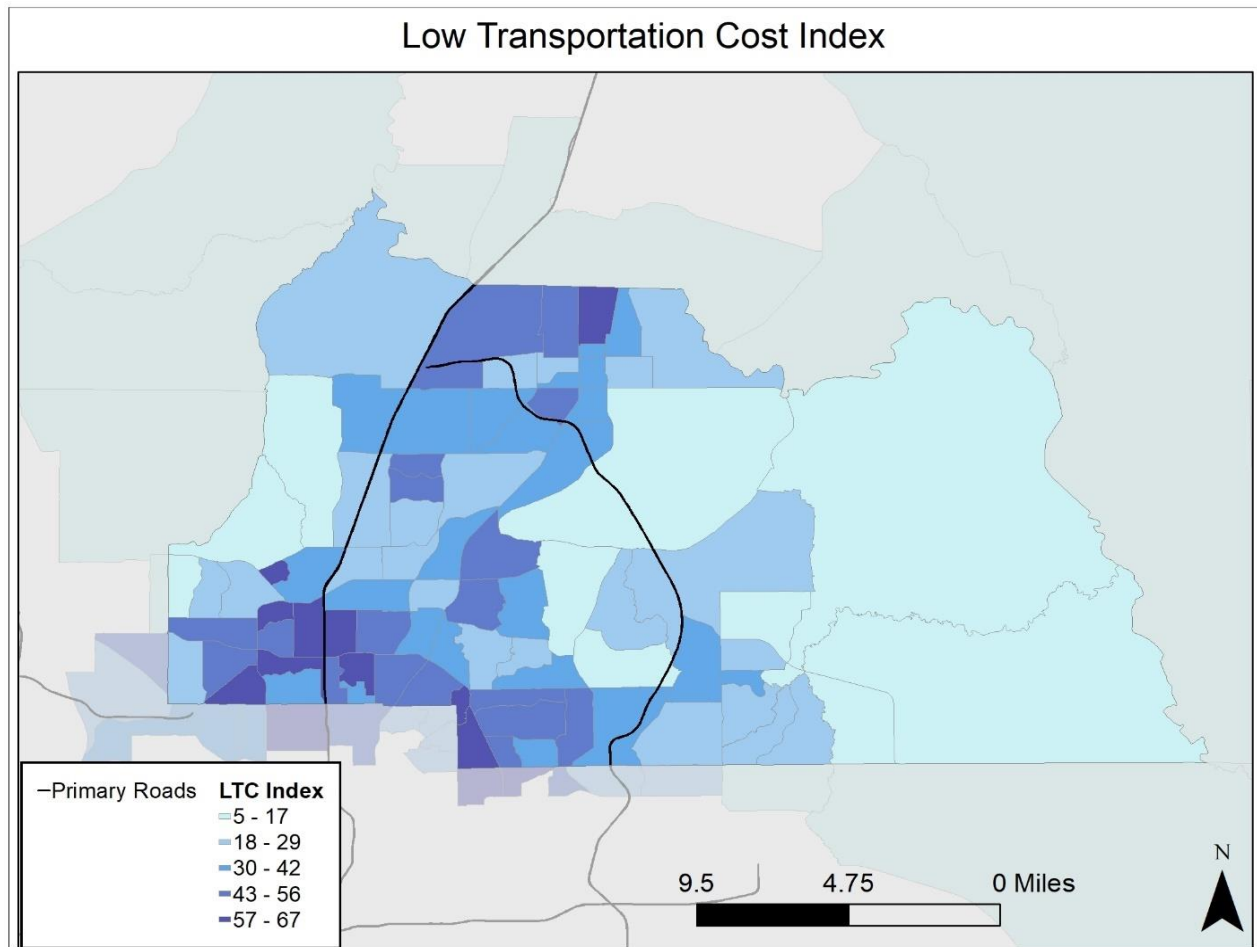 Low Transportation Cost Index
Primary Roads
LTC Index
5 - 17
18 - 29
30 - 42
43 - 56
57 - 67
9.5 4.75 0 Miles
N